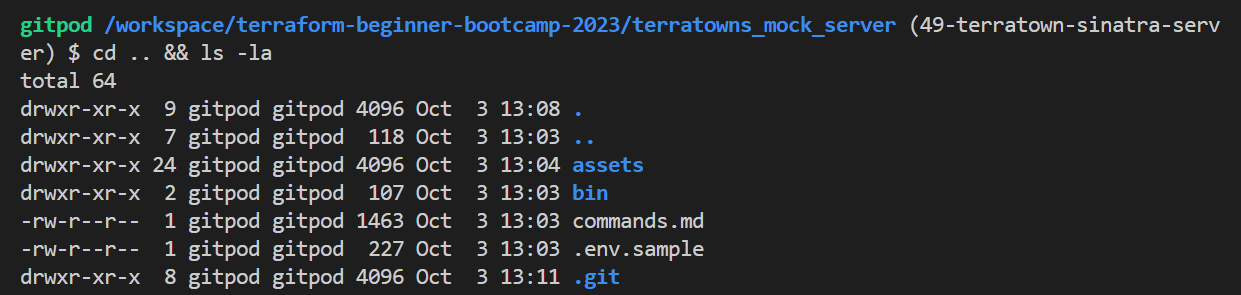 gitpod /workspace/terraform-beginner-bootcamp-2023/terratowns_mock_server (49-terratown-sinatra-serv
er) $ cd .. && ls -la
total 64
drwxr-xr-x  9 gitpod gitpod 4096 Oct  3 13:08 .
drwxr-xr-x  7 gitpod gitpod  118 Oct  3 13:03 ..
drwxr-xr-x 24 gitpod gitpod 4096 Oct  3 13:04 assets
drwxr-xr-x  2 gitpod gitpod  107 Oct  3 13:03 bin
-rw-r--r--  1 gitpod gitpod 1463 Oct  3 13:03 commands.md
-rw-r--r--  1 gitpod gitpod  227 Oct  3 13:03 .env.sample
drwxr-xr-x  8 gitpod gitpod 4096 Oct  3 13:11 .git